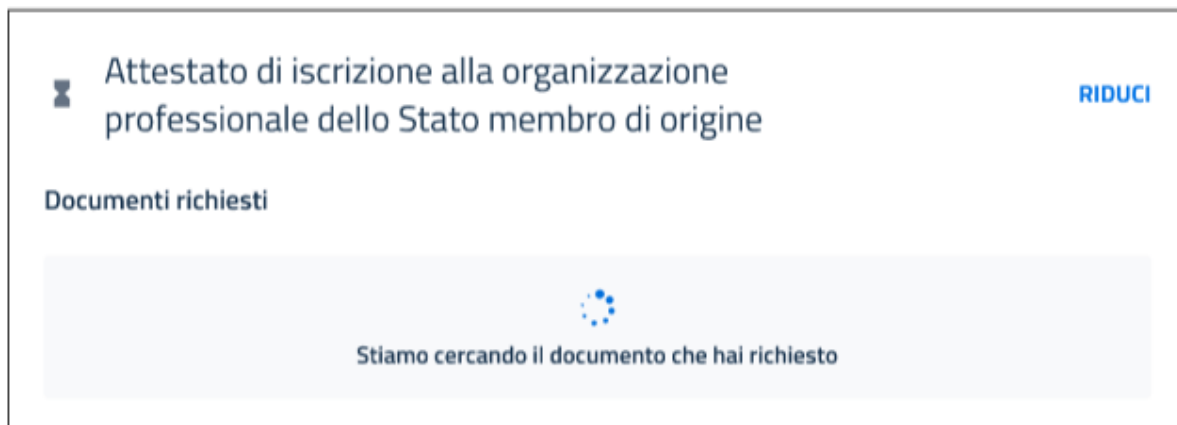 Attestato di iscrizione alla organizzazione
professionale dello Stato membro di origine
RIDUCI
Documenti richiesti
Stiamo cercando il documento che hai richiesto